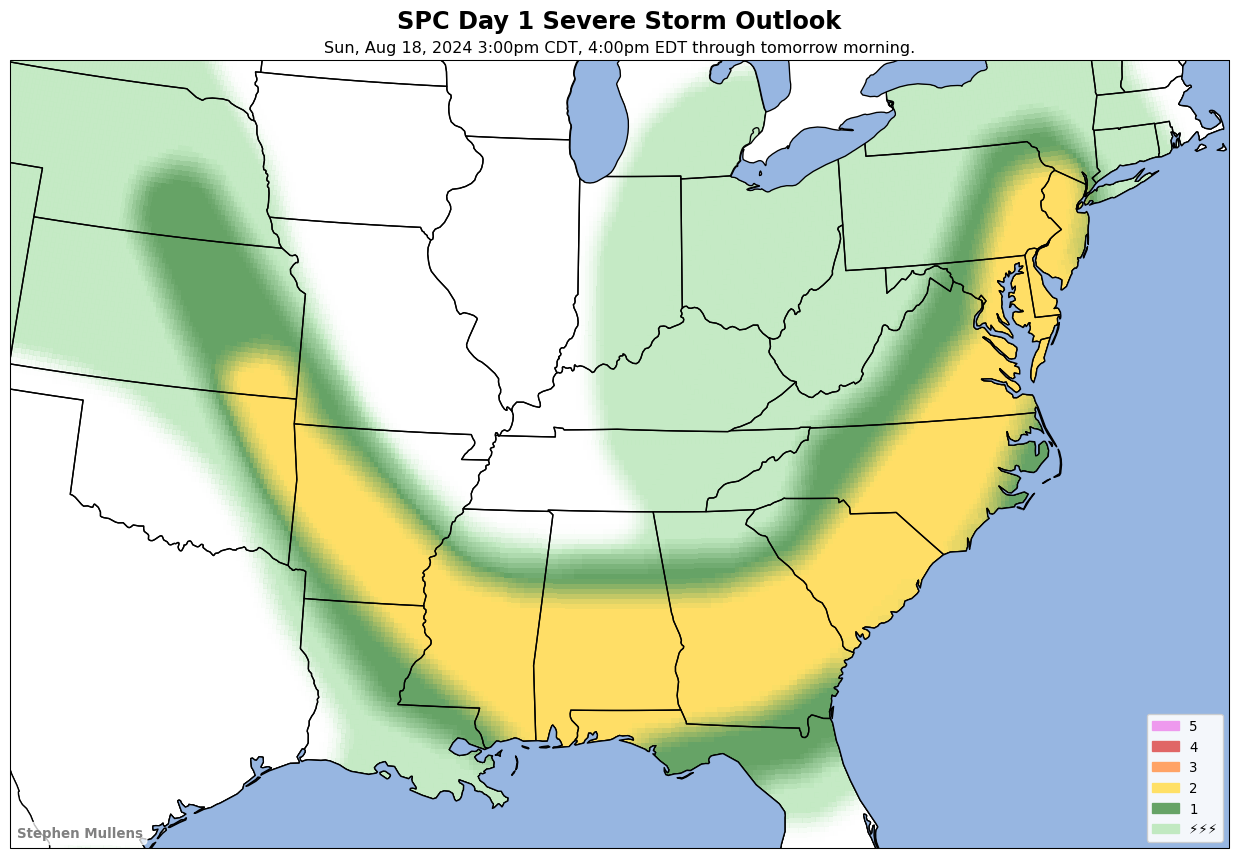 SPC Day 1 Severe Storm Outlook
Sun, Aug 18, 2024 3:00pm CDT, 4:00pm EDT through tomorrow morning.
5
4
3
2
1
⚡⚡⚡
Stephen Mullens